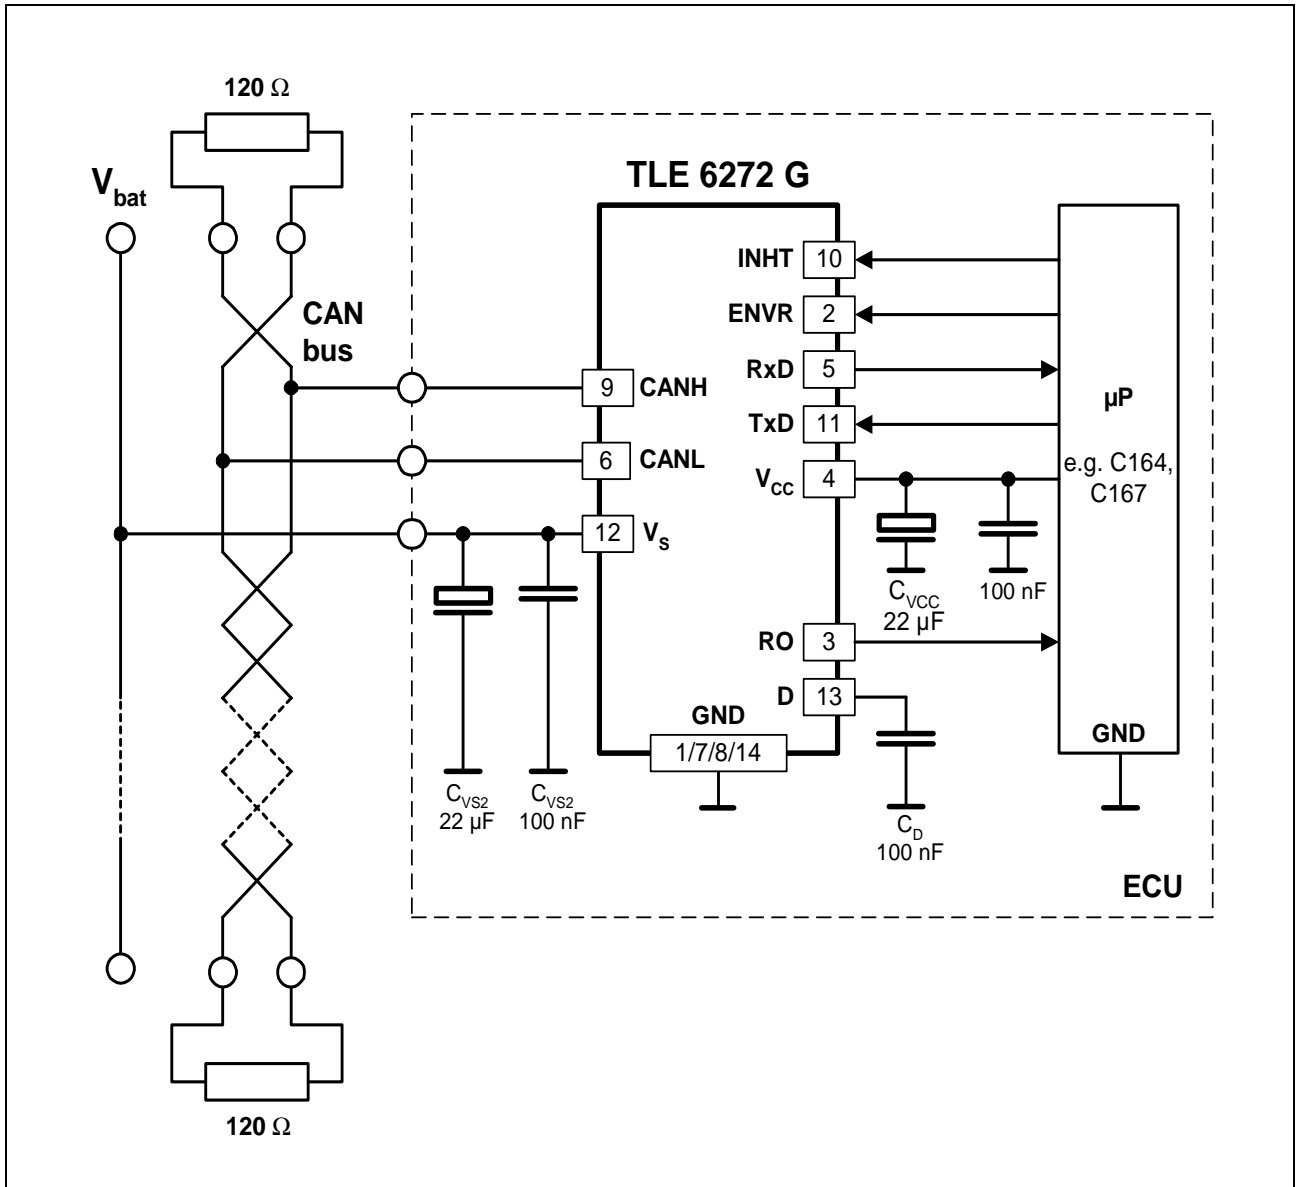 120 Ω
V_bat
TLE 6272 G
INHT 10
ENVR 2
CAN
bus
RxD 5
9 CANH
TxD 11
µP
6 CANL
V_CC 4
e.g. C164,
C167
12 V_S
C_VCC
22 µF
100 nF
RO 3
D 13
GND
1/7/8/14
GND
C_VS2
22 µF
C_VS2
100 nF
C_D
100 nF
ECU
120 Ω